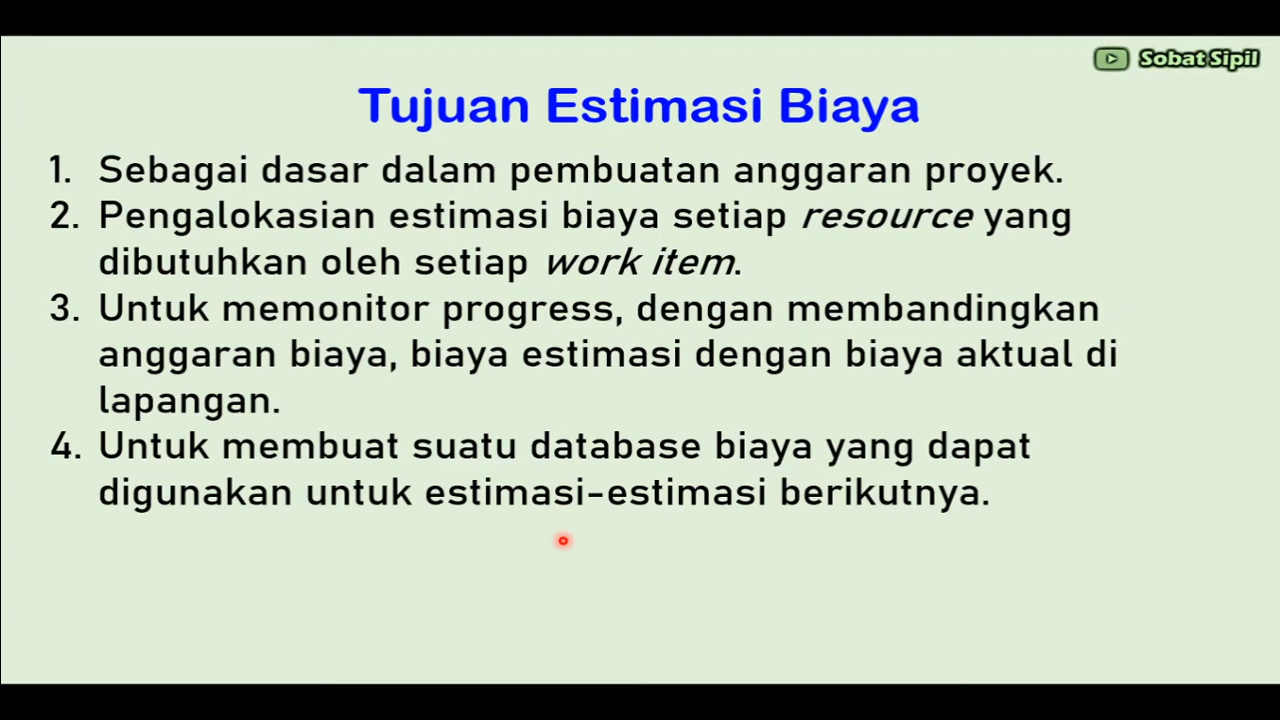 Sobat Sipil
Tujuan Estimasi Biaya
1. Sebagai dasar dalam pembuatan anggaran proyek.
2. Pengalokasian estimasi biaya setiap resource yang
dibutuhkan oleh setiap work item.
3. Untuk memonitor progress, dengan membandingkan
anggaran biaya, biaya estimasi dengan biaya aktual di
lapangan.
4. Untuk membuat suatu database biaya yang dapat
digunakan untuk estimasi-estimasi berikutnya.